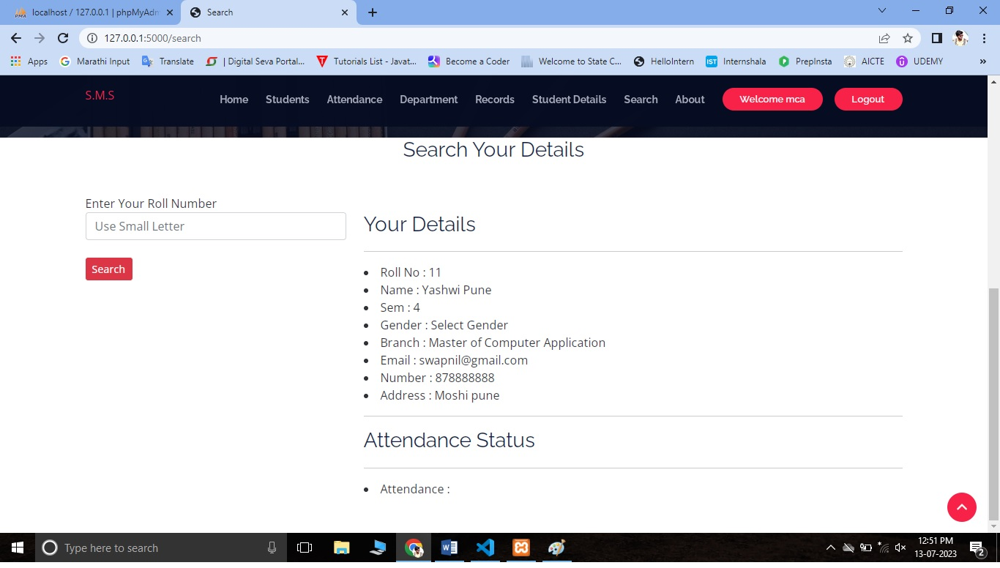 localhost / 127.0.0.1 | phpMyAdm
Search
127.0.0.1:5000/search
Apps Marathi Input Translate | Digital Seva Portal... Tutorials List - Javat... Become a Coder Welcome to State C... HelloIntern Internshala PrepInsta AICTE UDEMY »
S.M.S Home Students Attendance Department Records Student Details Search About Welcome mca Logout
Search Your Details
Enter Your Roll Number
Use Small Letter
Search
Your Details
Roll No : 11
Name : Yashwi Pune
Sem : 4
Gender : Select Gender
Branch : Master of Computer Application
Email : swapnil@gmail.com
Number : 878888888
Address : Moshi pune
Attendance Status
Attendance :
Type here to search
12:51 PM
13-07-2023
2